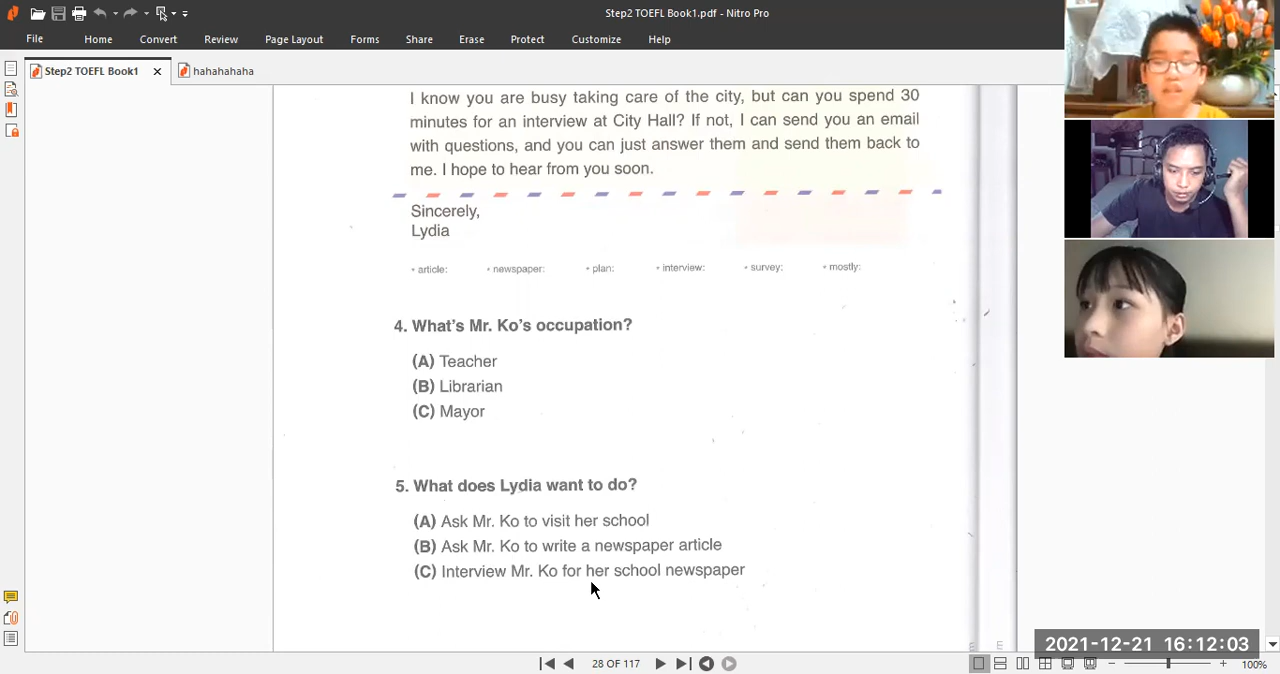 Step2 TOEFL Book1.pdf - Nitro Pro
File Home Convert Review Page Layout Forms Share Erase Protect Customize Help
Step2 TOEFL Book1 hahahahaha
I know you are busy taking care of the city, but can you spend 30
minutes for an interview at City Hall? If not, I can send you an email
with questions, and you can just answer them and send them back to
me. I hope to hear from you soon.
Sincerely,
Lydia
• article: • newspaper: • plan: • interview: • survey: • mostly:
4. What's Mr. Ko's occupation?
(A) Teacher
(B) Librarian
(C) Mayor
5. What does Lydia want to do?
(A) Ask Mr. Ko to visit her school
(B) Ask Mr. Ko to write a newspaper article
(C) Interview Mr. Ko for her school newspaper
2021-12-21 16:12:03
28 OF 117
100%